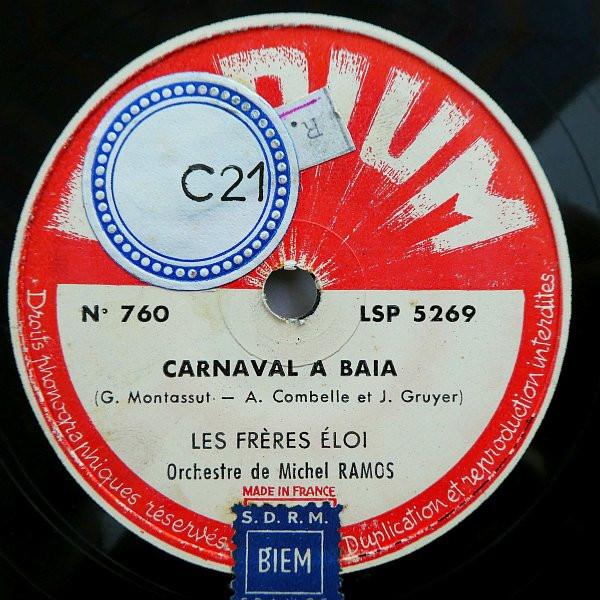 DIUM
C21
R.
N° 760
LSP 5269
CARNAVAL A BAIA
(G. Montassut - A. Combelle et J. Gruyer)
LES FRÈRES ÉLOI
Orchestre de Michel RAMOS
MADE IN FRANCE
Droits phonographiques réservés
Duplication et reproduction interdites.
S.D.R.M.
BIEM